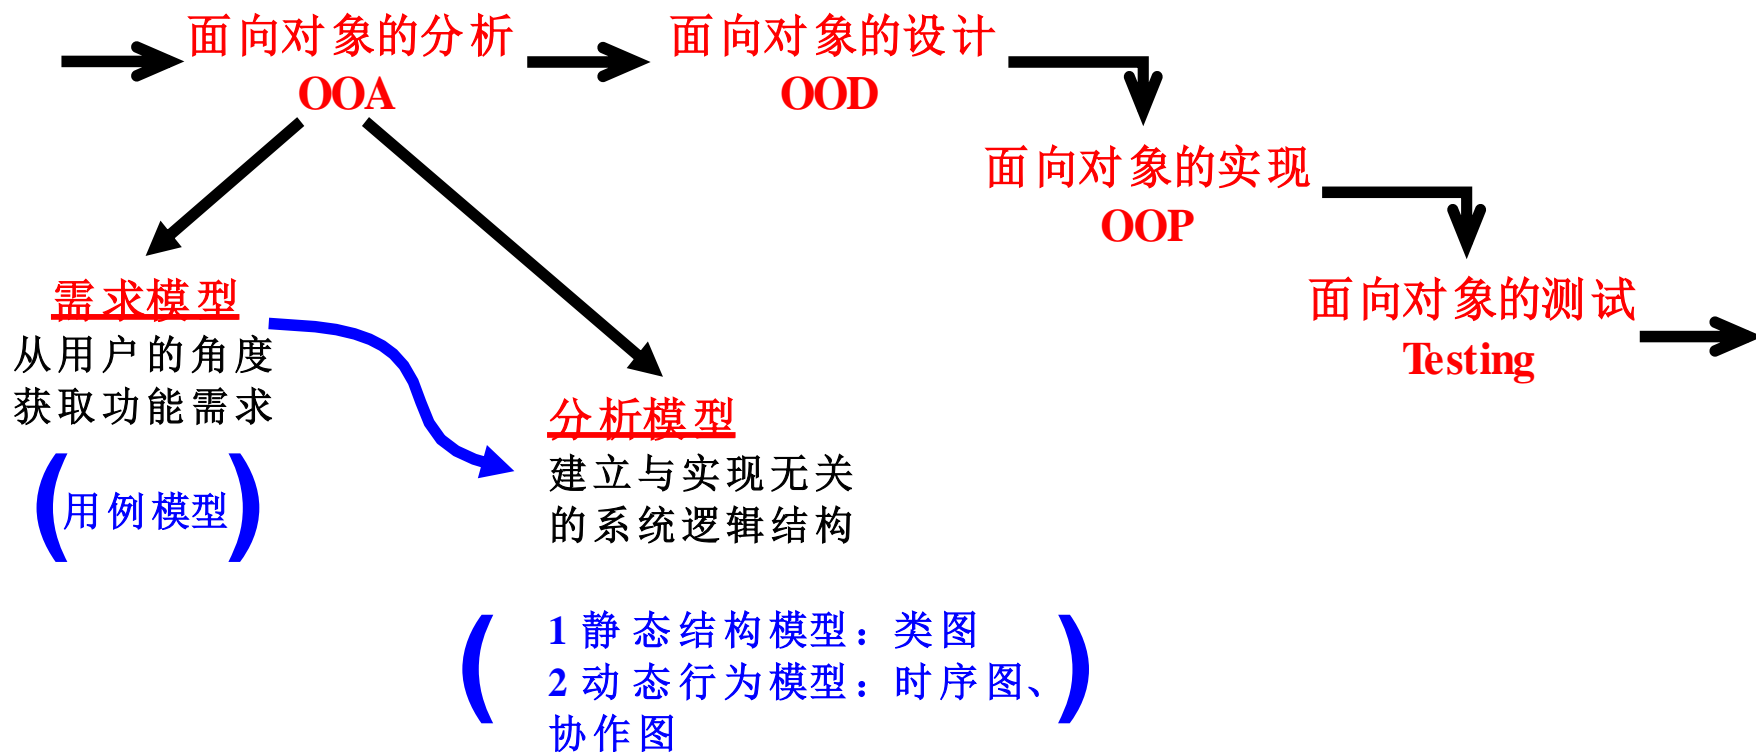 面向对象的分析
OOA
面向对象的设计
OOD
面向对象的实现
OOP
面向对象的测试
Testing
需求模型
从用户的角度
获取功能需求
(用例模型)
分析模型
建立与实现无关
的系统逻辑结构
( 1 静态结构模型：类图
2 动态行为模型：时序图、
协作图 )